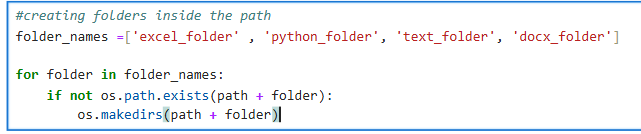 #creating folders inside the path
folder_names =['excel_folder' , 'python_folder', 'text_folder', 'docx_folder']
for folder in folder_names:
    if not os.path.exists(path + folder):
        os.makedirs(path + folder)